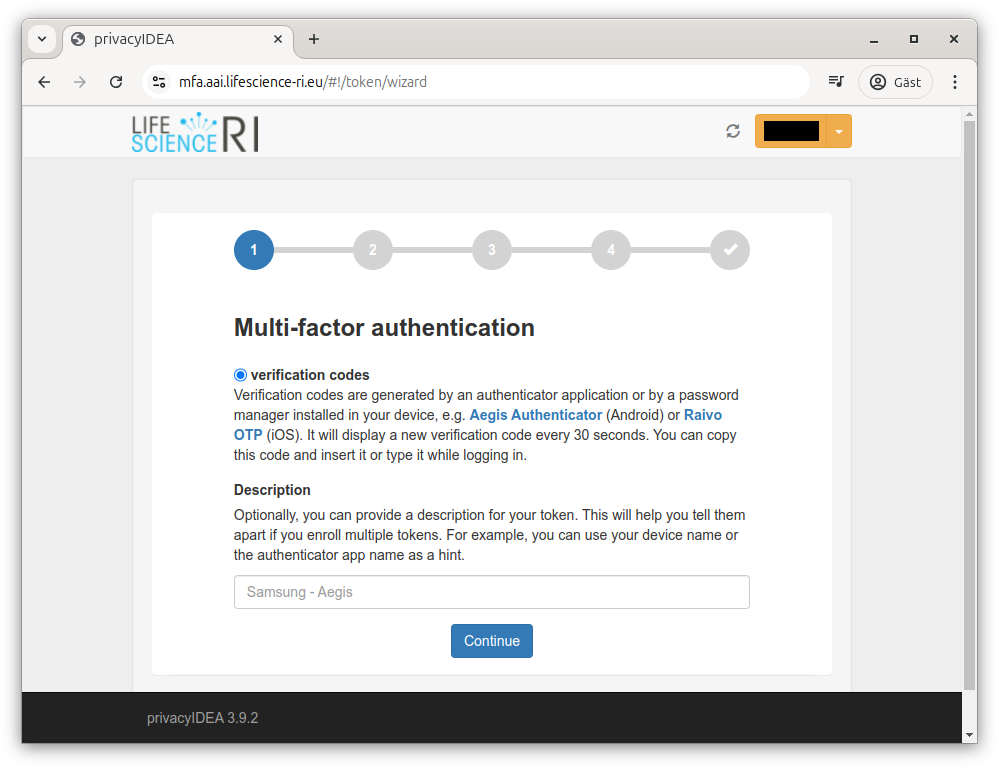 privacyIDEA
mfa.aai.lifescience-ri.eu/#!/token/wizard
Gäst
LIFE
SCIENCE RI
1 2 3 4
Multi-factor authentication
verification codes
Verification codes are generated by an authenticator application or by a password
manager installed in your device, e.g. Aegis Authenticator (Android) or Raivo
OTP (iOS). It will display a new verification code every 30 seconds. You can copy
this code and insert it or type it while logging in.
Description
Optionally, you can provide a description for your token. This will help you tell them
apart if you enroll multiple tokens. For example, you can use your device name or
the authenticator app name as a hint.
Samsung - Aegis
Continue
privacyIDEA 3.9.2